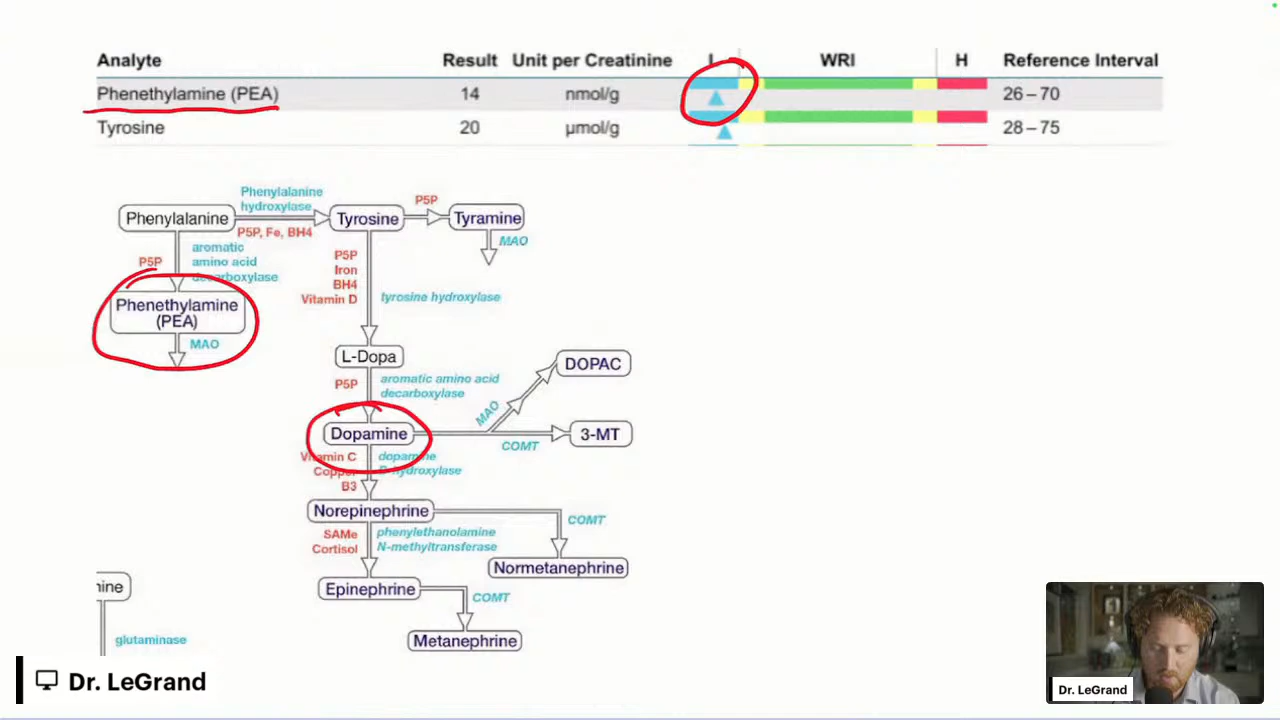 Analyte Result Unit per Creatinine L WRI H Reference Interval
Phenethylamine (PEA) 14 nmol/g 26 – 70
Tyrosine 20 µmol/g 28 – 75
Phenylalanine
hydroxylase
Phenylalanine
Tyrosine
P5P
Tyramine
P5P, Fe, BH4
MAO
P5P
aromatic
amino acid
decarboxylase
P5P
Iron
BH4
Vitamin D
tyrosine hydroxylase
Phenethylamine
(PEA)
MAO
L-Dopa
DOPAC
P5P
aromatic amino acid
decarboxylase
MAO
Dopamine
3-MT
COMT
Vitamin C
Copper
B3
dopamine
B-hydroxylase
Norepinephrine
COMT
SAMe
Cortisol
phenylethanolamine
N-methyltransferase
Normetanephrine
Epinephrine
COMT
nine
glutaminase
Metanephrine
Dr. LeGrand
Dr. LeGrand